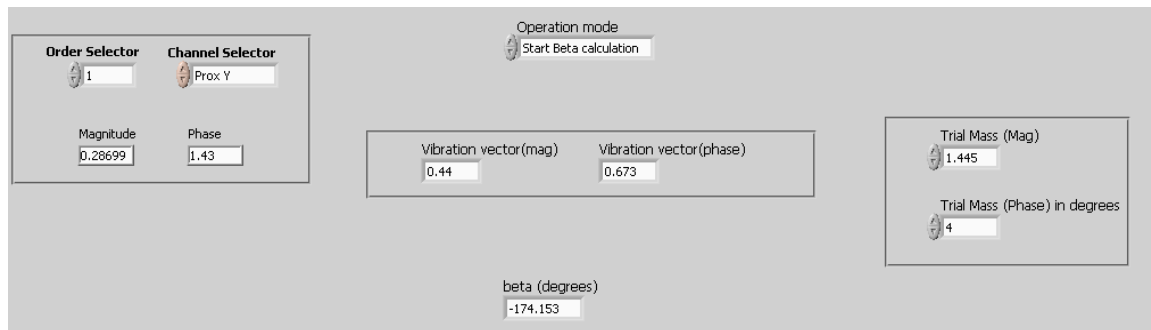 Operation mode
Start Beta calculation
Order Selector Channel Selector
1 Prox Y
Magnitude Phase
0.28699 1.43
Vibration vector(mag) Vibration vector(phase)
0.44 0.673
Trial Mass (Mag)
1.445
Trial Mass (Phase) in degrees
4
beta (degrees)
-174.153